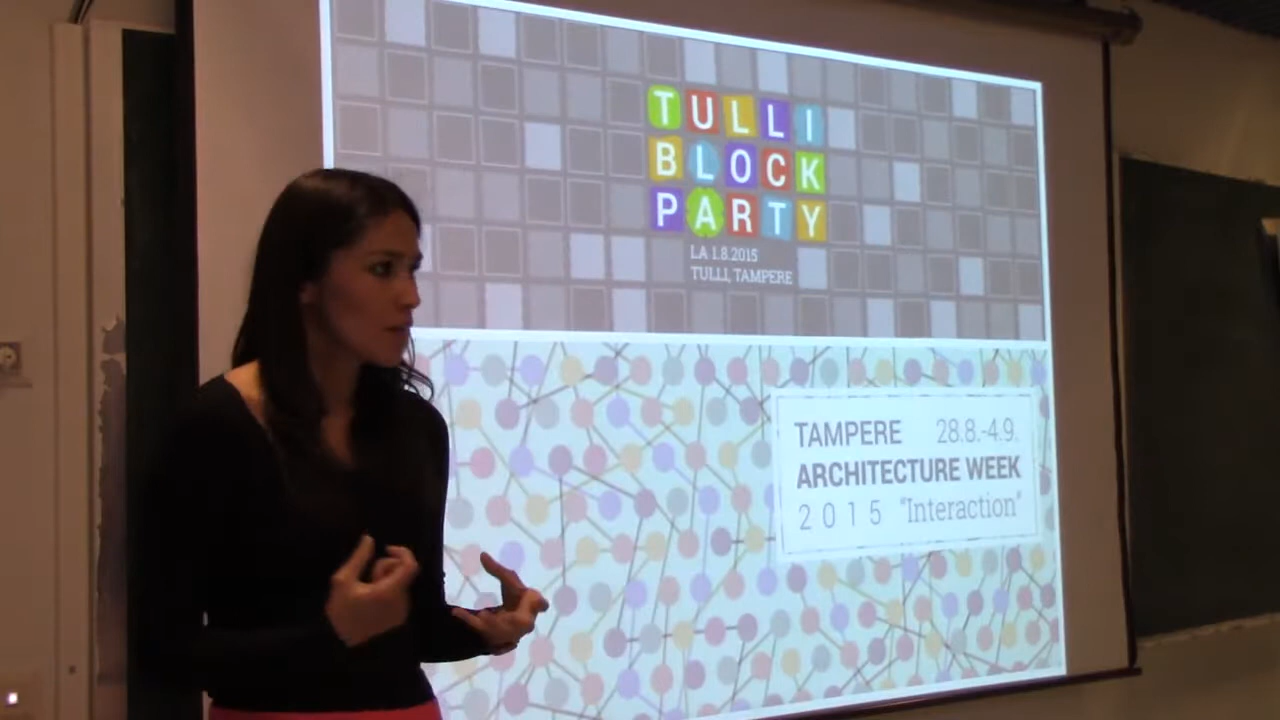 TULLI
BLOCK
PARTY
LA 1.8.2015
TULLI, TAMPERE
TAMPERE 28.8.-4.9.
ARCHITECTURE WEEK
2015 "Interaction"